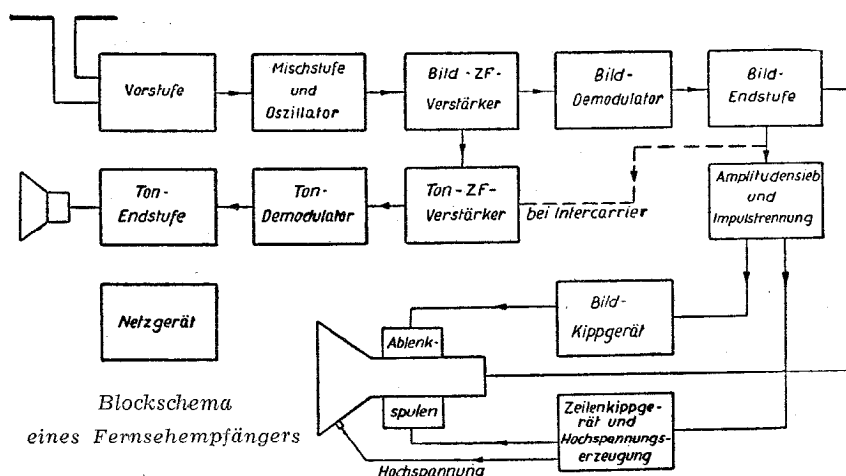 Vorstufe
Mischstufe
und
Oszillator
Bild-ZF-
Verstärker
Bild-
Demodulator
Bild-
Endstufe
Ton-
Endstufe
Ton-
Demodulator
Ton-ZF-
Verstärker
bei Intercarrier
Amplitudensieb
und
Impulstrennung
Netzgerät
Bild-
Kippgerät
Ablenk-
spulen
Zeilenkippge-
rät und
Hochspannungs-
erzeugung
Hochspannung
Blockschema
eines Fernsehempfängers